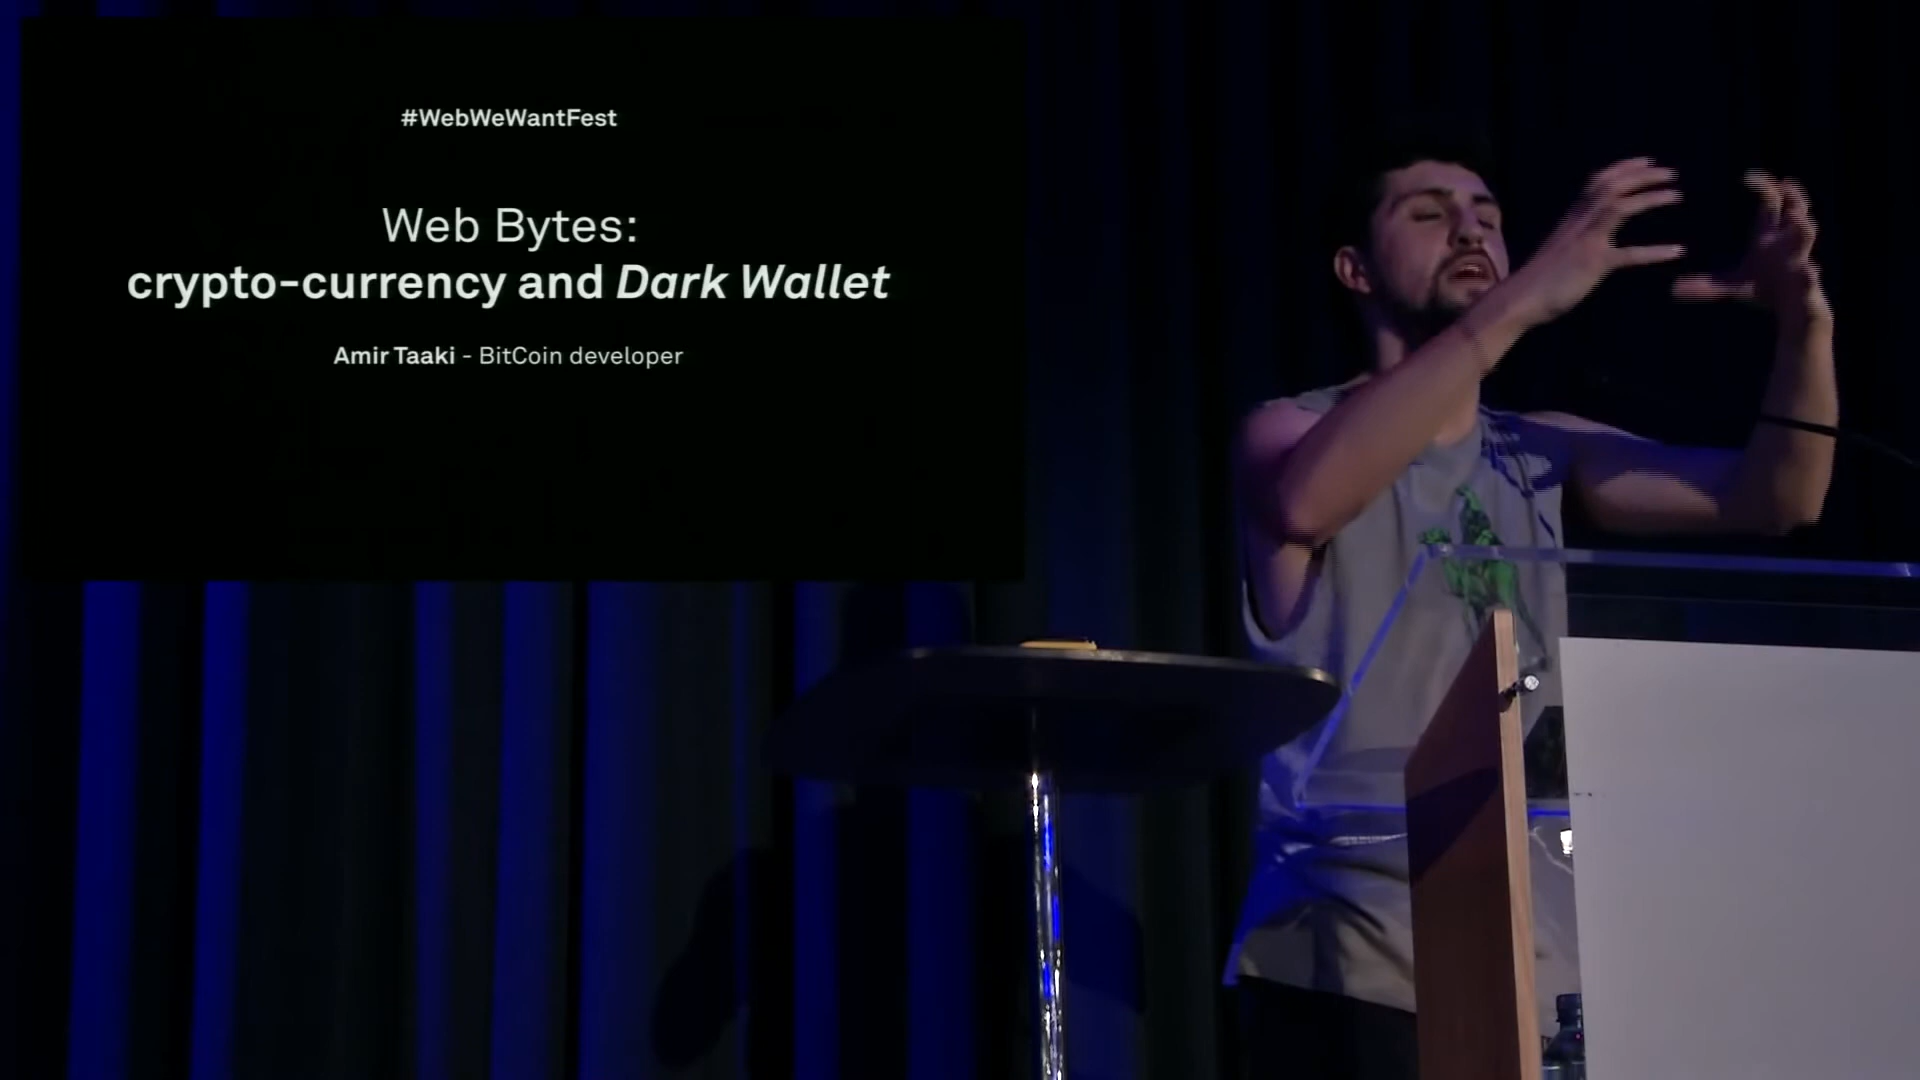 #WebWeWantFest
Web Bytes:
crypto-currency and Dark Wallet
Amir Taaki - BitCoin developer